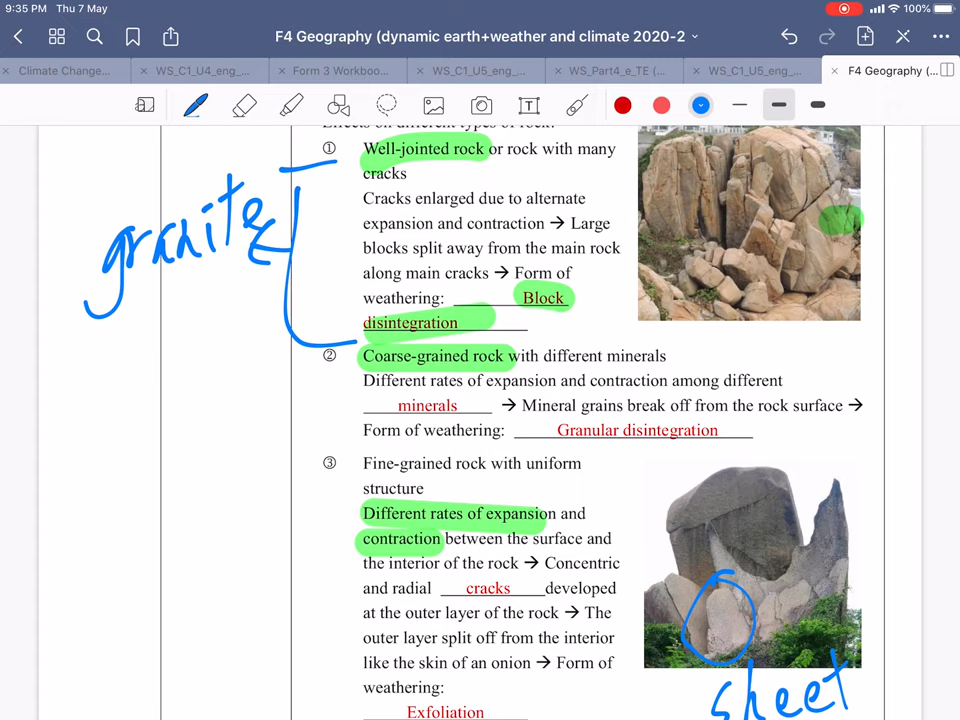 9:35 PM Thu 7 May
100%
F4 Geography (dynamic earth+weather and climate 2020-2
Climate Change...
WS_C1_U4_eng_...
Form 3 Workboo...
WS_C1_U5_eng_...
WS_Part4_e_TE (...
WS_C1_U5_eng_...
F4 Geography (...
Effects on different types of rock:
① Well-jointed rock or rock with many
cracks
Cracks enlarged due to alternate
expansion and contraction → Large
blocks split away from the main rock
along main cracks → Form of
weathering: Block
disintegration
granite
② Coarse-grained rock with different minerals
Different rates of expansion and contraction among different
minerals → Mineral grains break off from the rock surface →
Form of weathering: Granular disintegration
③ Fine-grained rock with uniform
structure
Different rates of expansion and
contraction between the surface and
the interior of the rock → Concentric
and radial cracks developed
at the outer layer of the rock → The
outer layer split off from the interior
like the skin of an onion → Form of
weathering:
Exfoliation
sheet